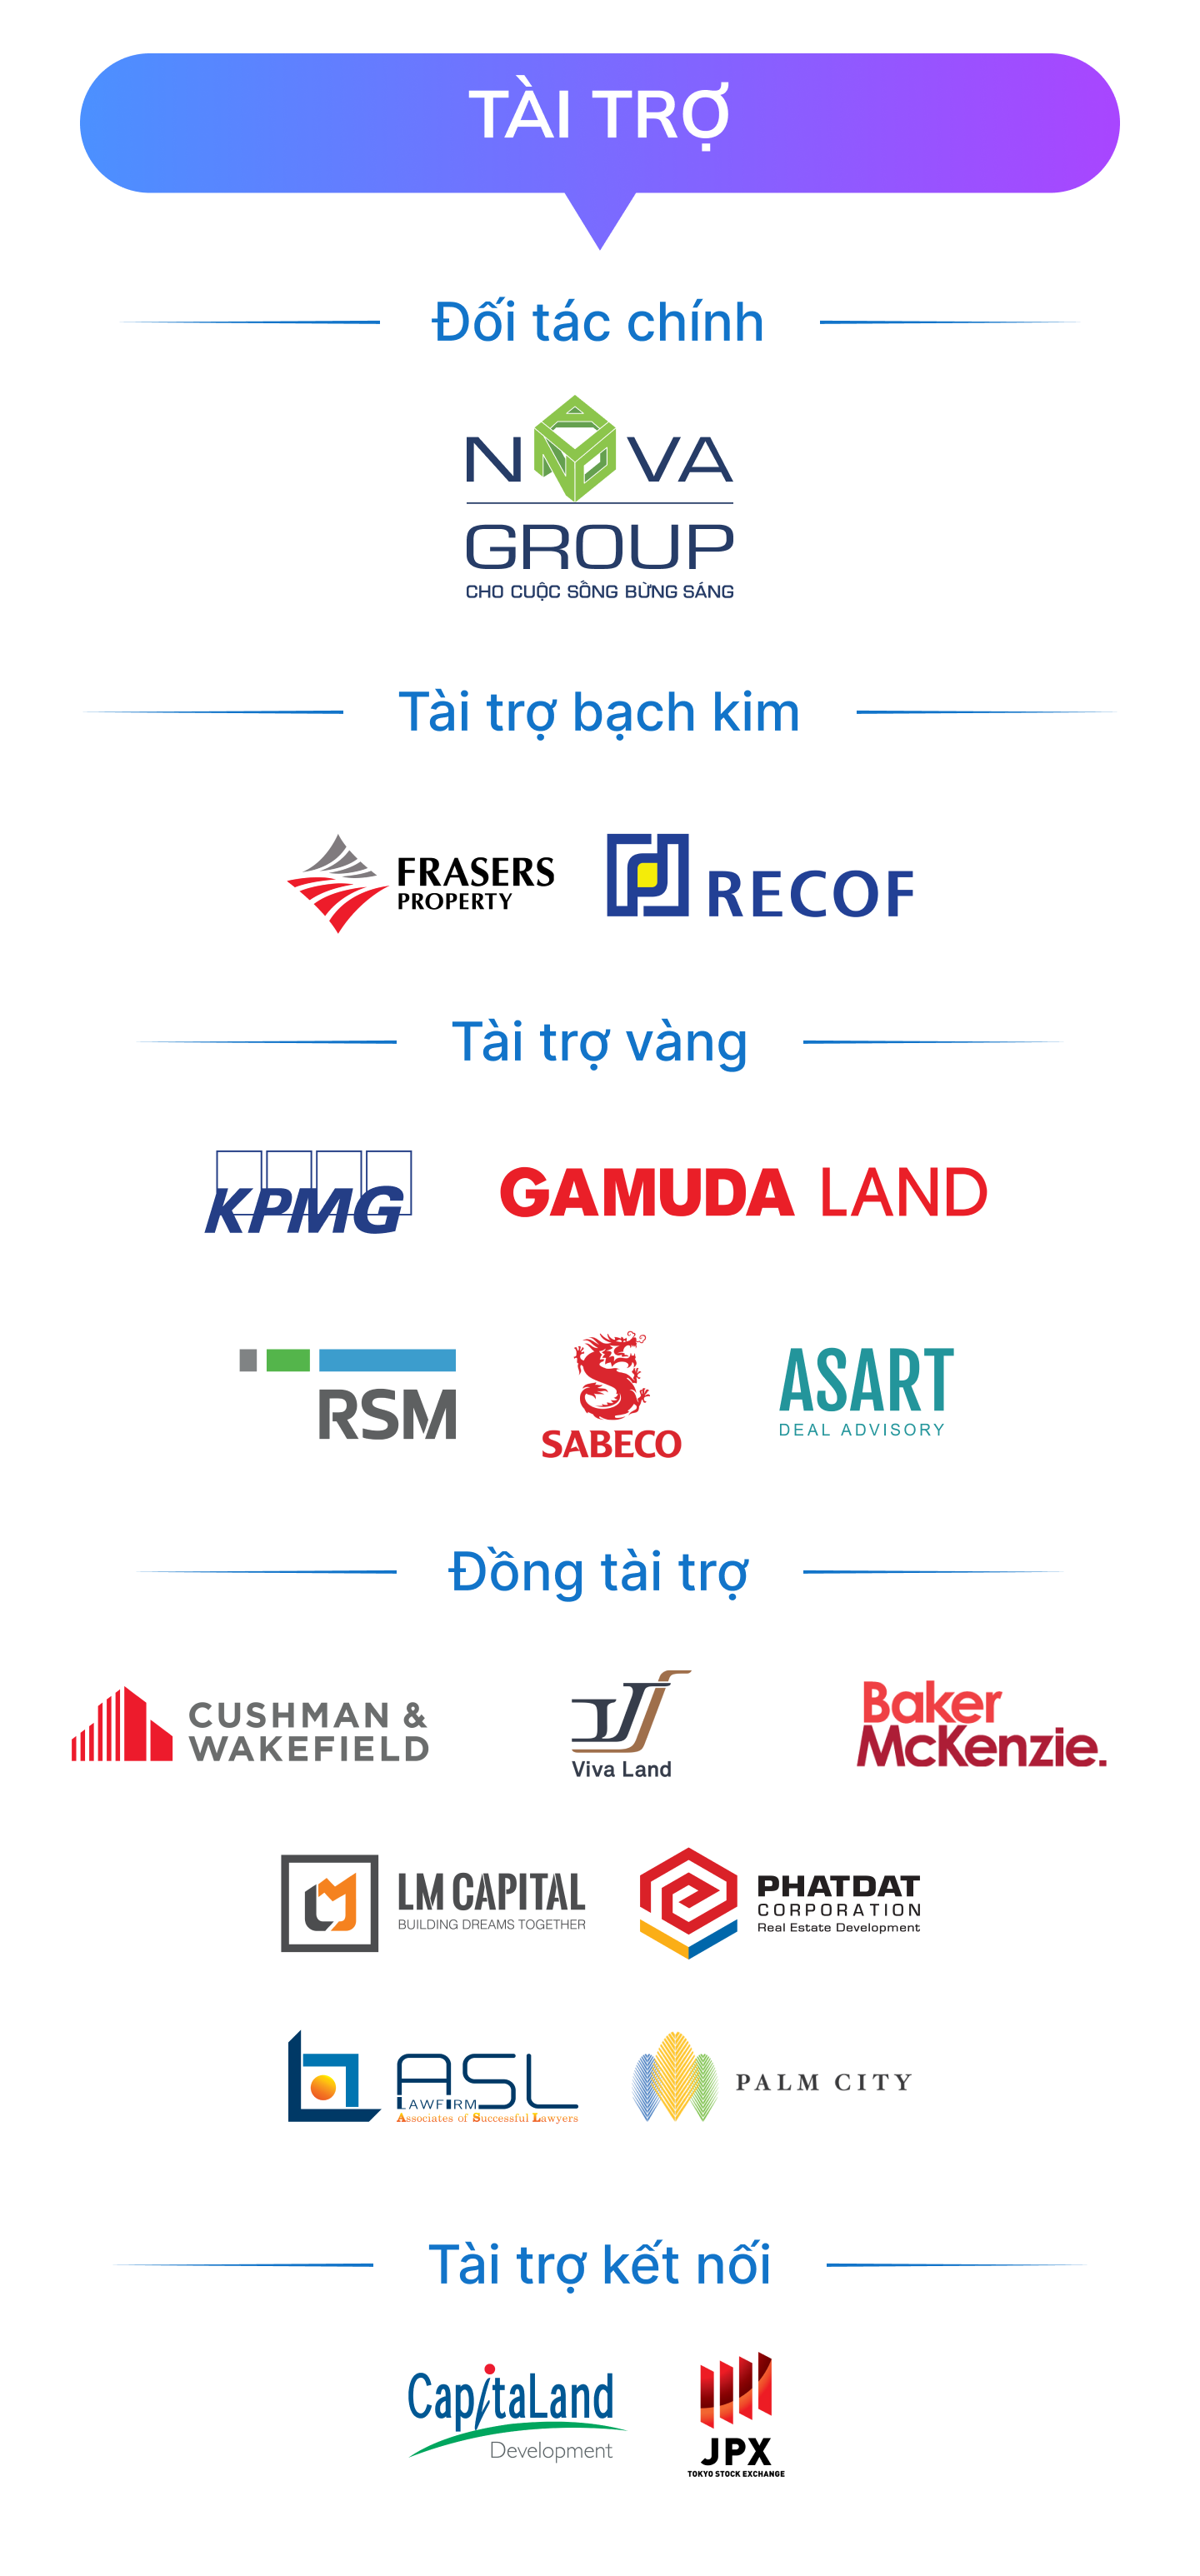 TÀI TRỢ
Đối tác chính
NOVA
GROUP
CHO CUỘC SỐNG BỪNG SÁNG
Tài trợ bạch kim
FRASERS
PROPERTY
RECOF
Tài trợ vàng
KPMG
GAMUDA LAND
RSM
SABECO
ASART
DEAL ADVISORY
Đồng tài trợ
CUSHMAN &
WAKEFIELD
Viva Land
Baker
McKenzie.
LM CAPITAL
BUILDING DREAMS TOGETHER
PHATDAT
CORPORATION
Real Estate Development
ASL
LAWFIRM
Associates of Successful Lawyers
PALM CITY
Tài trợ kết nối
CapitaLand
Development
JPX
TOKYO STOCK EXCHANGE